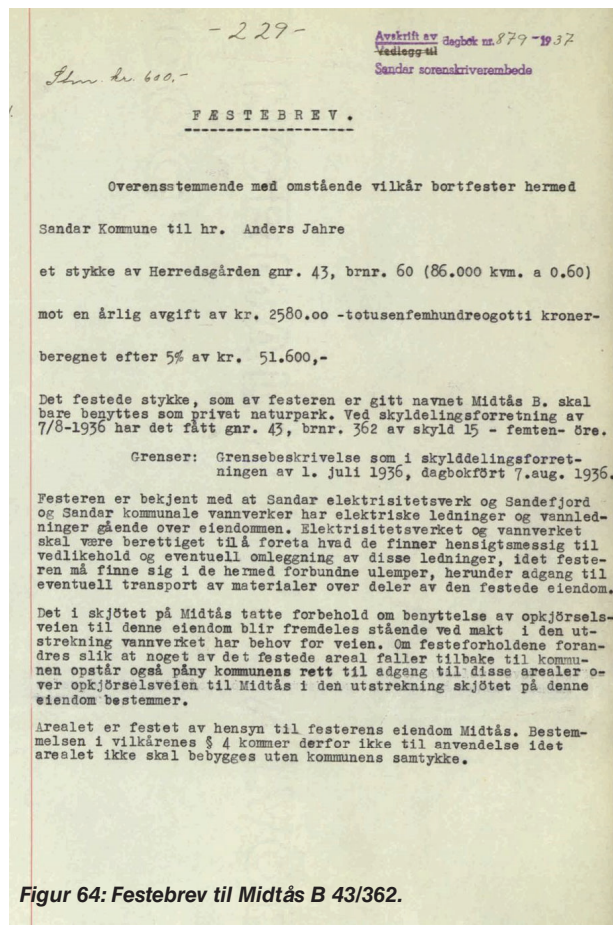 - 229 -
Avskrift av dagbok nr. 879 - 1937
Vedlegg til
Sandar sorenskriverembede
kr. 600,-
FÆSTEBREV.
Overensstemmende med omstående vilkår bortfester hermed
Sandar Kommune til hr. Anders Jahre
et stykke av Herredsgården gnr. 43, brnr. 60 (86.000 kvm. a 0.60)
mot en årlig avgift av kr. 2580.oo -totusenfemhundreogotti kroner-
beregnet efter 5% av kr. 51.600,-
Det festede stykke, som av festeren er gitt navnet Midtås B. skal
bare benyttes som privat naturpark. Ved skyldelingsforretning av
7/8-1936 har det fått gnr. 43, brnr. 362 av skyld 15 - femten- öre.
Grenser: Grensebeskrivelse som i skylddelingsforret-
ningen av 1. juli 1936, dagbokfört 7.aug. 1936.
Festeren er bekjent med at Sandar elektrisitetsverk og Sandefjord
og Sandar kommunale vannverker har elektriske ledninger og vannled-
ninger gående over eiendommen. Elektrisitetsverket og vannverket
skal være berettiget til å foreta hvad de finner hensigtsmessig til
vedlikehold og eventuell omleggning av disse ledninger, idet feste-
ren må finne sig i de hermed forbundne ulemper, herunder adgang til
eventuell transport av materialer over deler av den festede eiendom.
Det i skjötet på Midtås tatte forbehold om benyttelse av opkjörsels-
veien til denne eiendom blir fremdeles stående ved makt i den ut-
strekning vannverket har behov for veien. Om festeforholdene foran-
dres slik at noget av det festede areal faller tilbake til kommu-
nen opstår også påny kommunens rett til adgang til disse arealer o-
ver opkjörselsveien til Midtås i den utstrekning skjötet på denne
eiendom bestemmer.
Arealet er festet av hensyn til festerens eiendom Midtås. Bestem-
melsen i vilkårenes § 4 kommer derfor ikke til anvendelse idet
arealet ikke skal bebygges uten kommunens samtykke.
Figur 64: Festebrev til Midtås B 43/362.